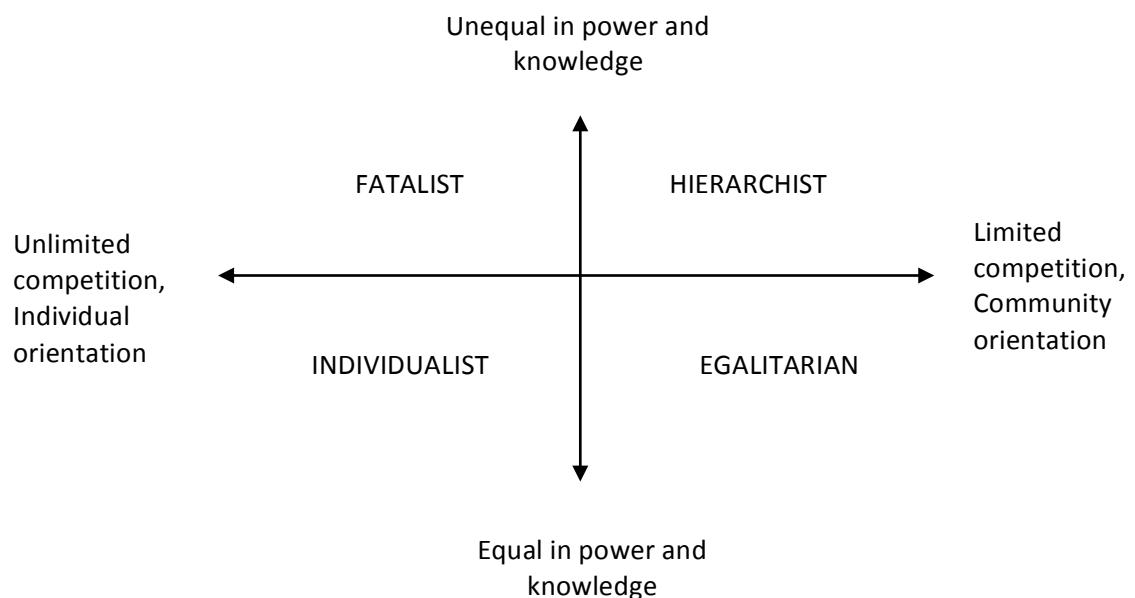 Unequal in power and
knowledge
FATALIST
HIERARCHIST
Unlimited
competition,
Individual
orientation
Limited
competition,
Community
orientation
INDIVIDUALIST
EGALITARIAN
Equal in power and
knowledge